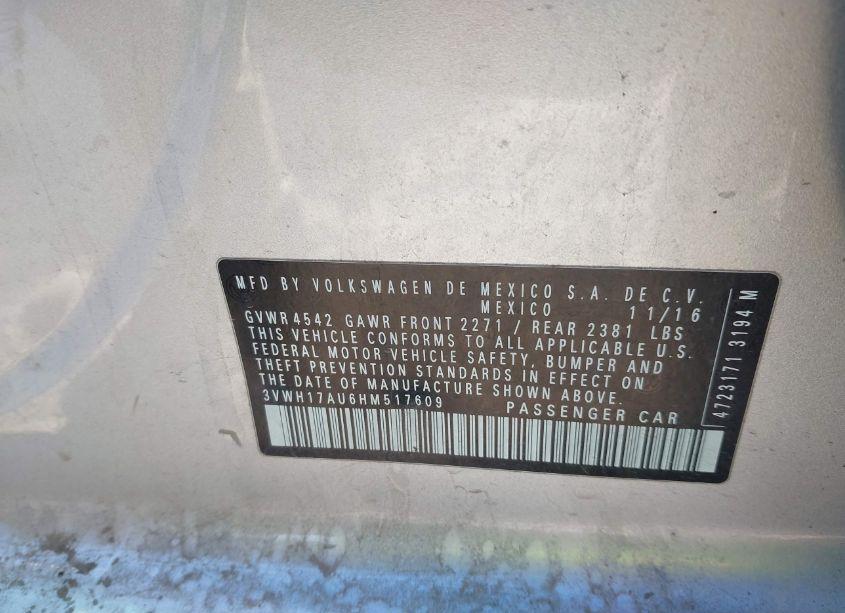 MFD BY VOLKSWAGEN DE MEXICO S.A. DE C.V.
MEXICO 11/16
GVWR 4542 GAWR FRONT 2271 / REAR 2381 LBS
THIS VEHICLE CONFORMS TO ALL APPLICABLE U.S.
FEDERAL MOTOR VEHICLE SAFETY, BUMPER AND
THEFT PREVENTION STANDARDS IN EFFECT ON
THE DATE OF MANUFACTURE SHOWN ABOVE.
3VWH17AU6HM517609 PASSENGER CAR
4723171 3194 M